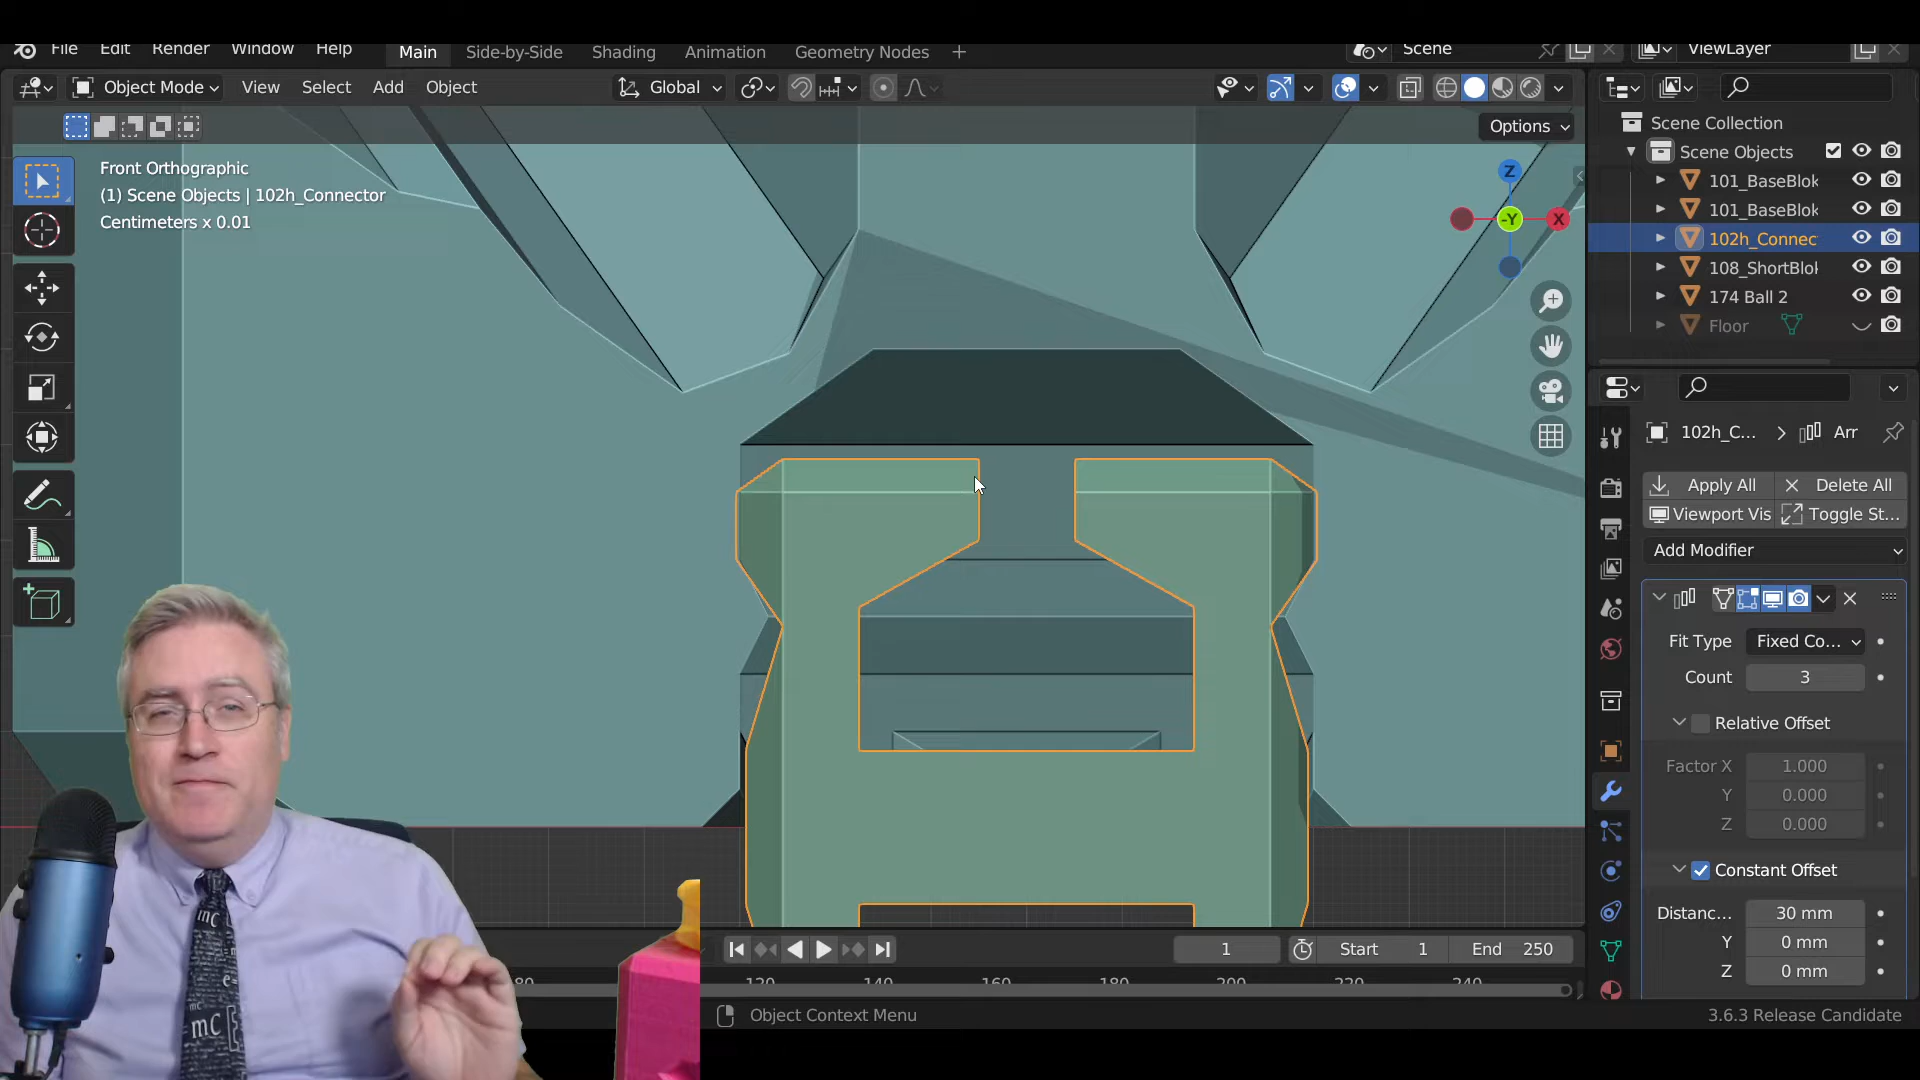 File Edit Render Window Help Main Side-by-Side Shading Animation Geometry Nodes + Scene ViewLayer
Object Mode View Select Add Object Global
Options
Front Orthographic
(1) Scene Objects | 102h_Connector
Centimeters x 0.01
Z
-Y X
Scene Collection
Scene Objects
101_BaseBlok
101_BaseBlok
102h_Connec
108_ShortBlok
174 Ball 2
Floor
102h_C... > Arr
Apply All Delete All
Viewport Vis Toggle St...
Add Modifier
Fit Type Fixed Co...
Count 3
Relative Offset
Factor X 1.000
Y 0.000
Z 0.000
Constant Offset
Distanc... 30 mm
Y 0 mm
Z 0 mm
1 Start 1 End 250
120 140 160 180 200 220 240
Object Context Menu
3.6.3 Release Candidate
mc
mc